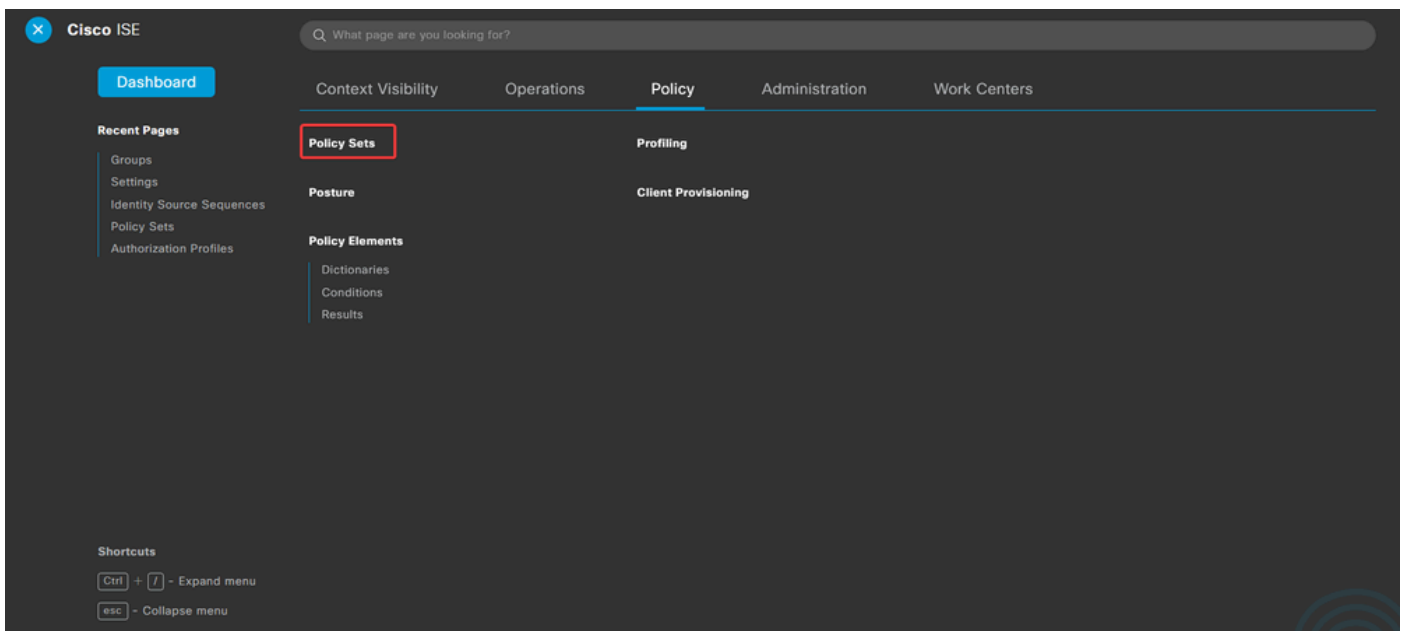 Cisco ISE
What page are you looking for?
Dashboard
Context Visibility
Operations
Policy
Administration
Work Centers
Recent Pages
Groups
Settings
Identity Source Sequences
Policy Sets
Authorization Profiles
Policy Sets
Profiling
Posture
Client Provisioning
Policy Elements
Dictionaries
Conditions
Results
Shortcuts
Ctrl + / - Expand menu
esc - Collapse menu